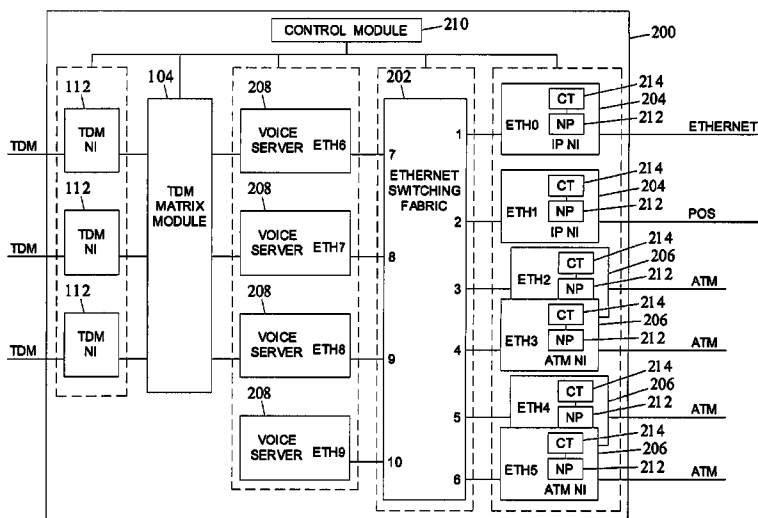 CONTROL MODULE 210
200
112 104 208 202 214
CT 204
TDM NI
TDM MATRIX MODULE
VOICE SERVER ETH6
ETHERNET SWITCHING FABRIC
ETH0 NP 212
IP NI
TDM 7 1 ETHERNET
112 208 214
CT 204
TDM NI
VOICE SERVER ETH7
ETH1 NP 212
IP NI
2 POS
TDM 8
214
ETH2 CT 206
NP 212
3 ATM
112 208 214
CT 206
TDM NI
VOICE SERVER ETH8
ETH3 NP 212
ATM NI
4 ATM
TDM 9
214
CT 206
ETH4 NP 212
5 ATM
208 214
CT 206
VOICE SERVER ETH9
ETH5 NP 212
ATM NI
10 6 ATM